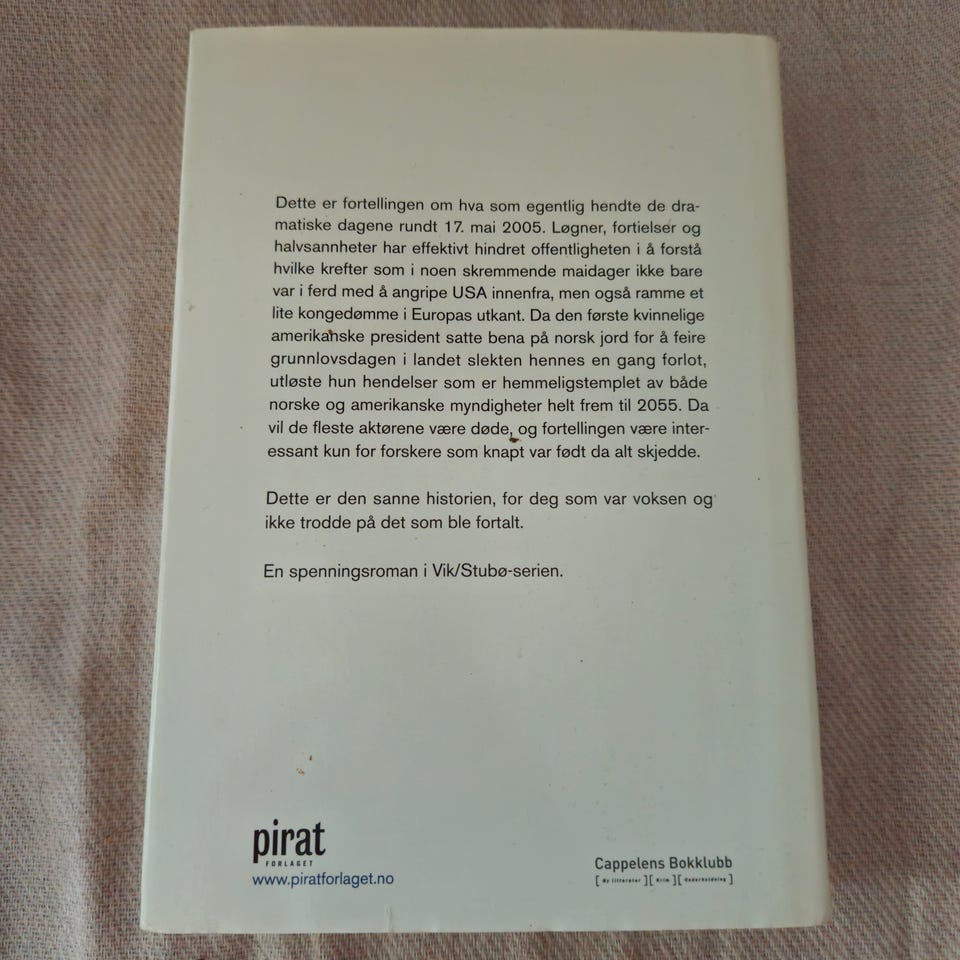 Dette er fortellingen om hva som egentlig hendte de dra-
matiske dagene rundt 17. mai 2005. Løgner, fortielser og
halvsannheter har effektivt hindret offentligheten i å forstå
hvilke krefter som i noen skremmende maidager ikke bare
var i ferd med å angripe USA innenfra, men også ramme et
lite kongedømme i Europas utkant. Da den første kvinnelige
amerikanske president satte bena på norsk jord for å feire
grunnlovsdagen i landet slekten hennes en gang forlot,
utløste hun hendelser som er hemmeligstemplet av både
norske og amerikanske myndigheter helt frem til 2055. Da
vil de fleste aktørene være døde, og fortellingen være inter-
essant kun for forskere som knapt var født da alt skjedde.
Dette er den sanne historien, for deg som var voksen og
ikke trodde på det som ble fortalt.
En spenningsroman i Vik/Stubø-serien.
pirat
FORLAGET
www.piratforlaget.no
Cappelens Bokklubb
[ Ny litteratur ][ Krim ][ Underholdning ]